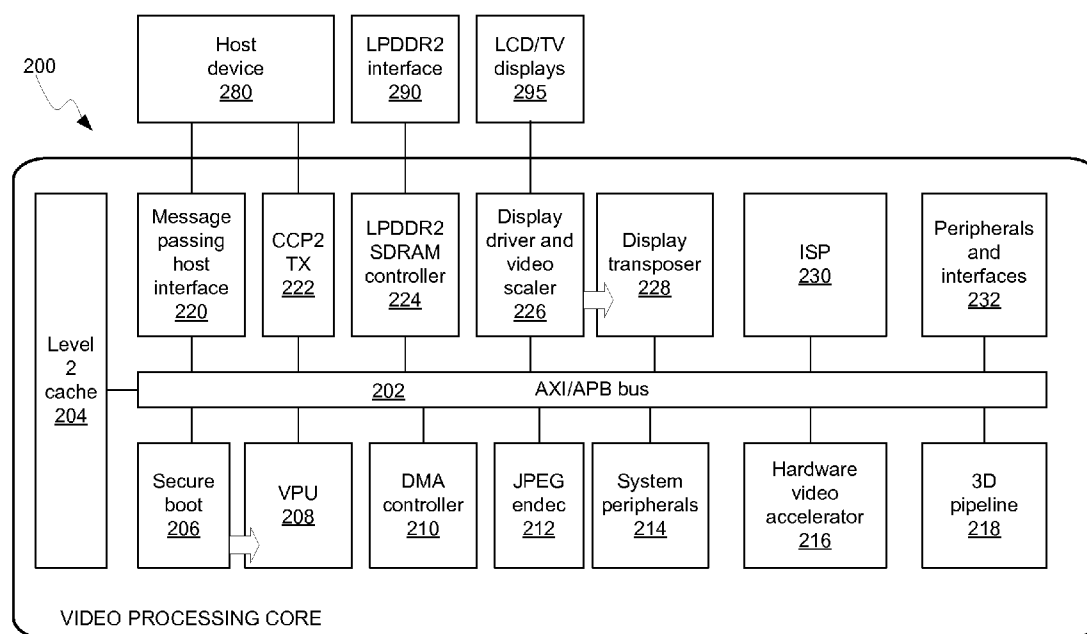 200
Host
device
280
LPDDR2
interface
290
LCD/TV
displays
295
Level
2
cache
204
Message
passing
host
interface
220
CCP2
TX
222
LPDDR2
SDRAM
controller
224
Display
driver and
video
scaler
226
Display
transposer
228
ISP
230
Peripherals
and
interfaces
232
202 AXI/APB bus
Secure
boot
206
VPU
208
DMA
controller
210
JPEG
endec
212
System
peripherals
214
Hardware
video
accelerator
216
3D
pipeline
218
VIDEO PROCESSING CORE